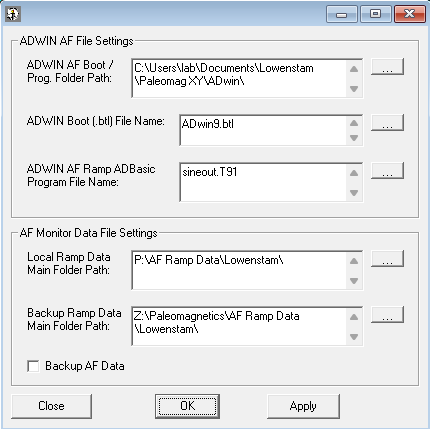 ADWIN AF File Settings
ADWIN AF Boot /
Prog. Folder Path:
C:\Users\lab\Documents\Lowenstam
\Paleomag XY\ADwin\
...
ADWIN Boot (.btl) File Name:
ADwin9.btl
...
ADWIN AF Ramp ADBasic
Program File Name:
sineout.T91
...
AF Monitor Data File Settings
Local Ramp Data
Main Folder Path:
P:\AF Ramp Data\Lowenstam\
...
Backup Ramp Data
Main Folder Path:
Z:\Paleomagnetics\AF Ramp Data
\Lowenstam\
...
Backup AF Data
Close
OK
Apply